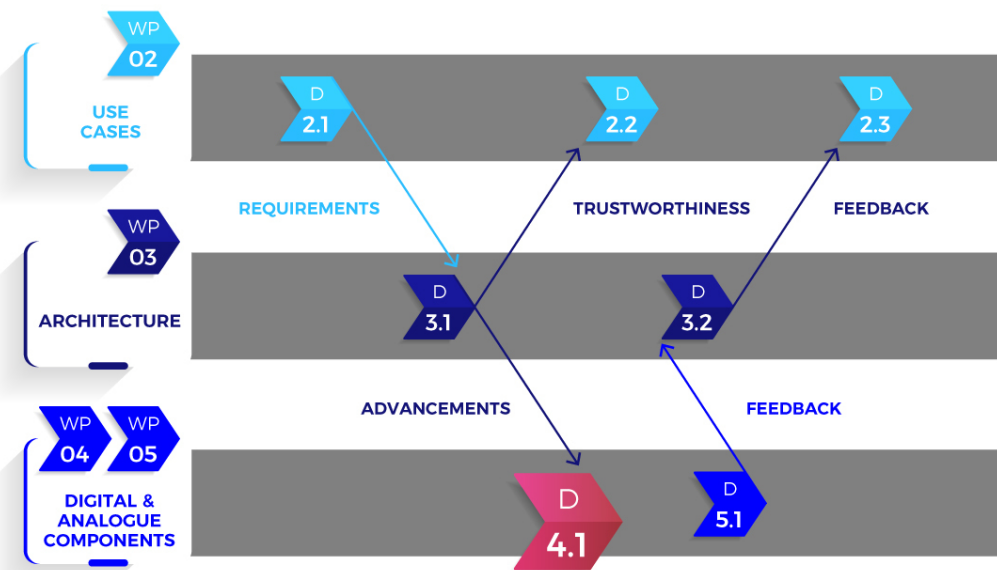 WP
02
USE
CASES
D
2.1
D
2.2
D
2.3
REQUIREMENTS
TRUSTWORTHINESS
FEEDBACK
WP
03
ARCHITECTURE
D
3.1
D
3.2
ADVANCEMENTS
FEEDBACK
WP
04
WP
05
DIGITAL &
ANALOGUE
COMPONENTS
D
4.1
D
5.1